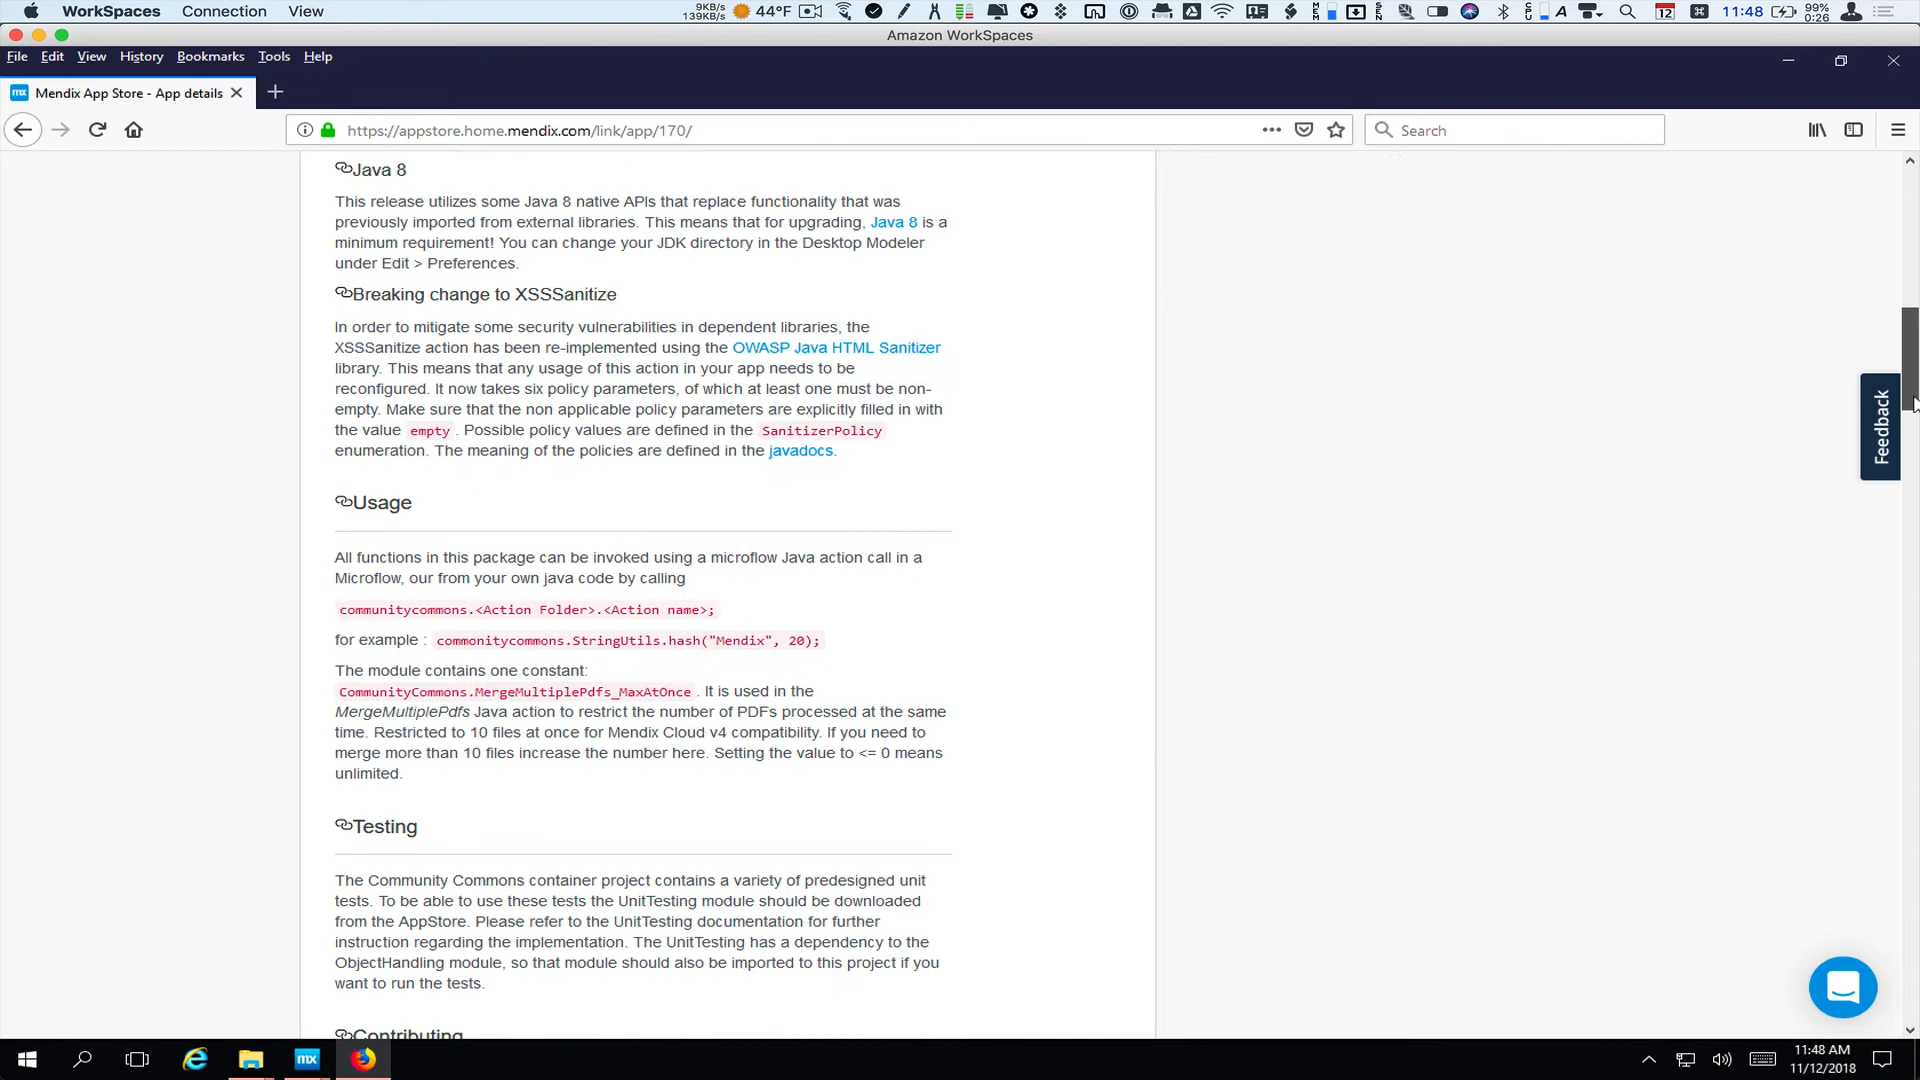 WorkSpaces Connection View 9KB/s 139KB/s 44°F MEM SEN CPU A 12 11:48 99% 0:26
Amazon WorkSpaces
File Edit View History Bookmarks Tools Help
mx Mendix App Store - App details
https://appstore.home.mendix.com/link/app/170/ Search
Java 8
This release utilizes some Java 8 native APIs that replace functionality that was
previously imported from external libraries. This means that for upgrading, Java 8 is a
minimum requirement! You can change your JDK directory in the Desktop Modeler
under Edit > Preferences.
Breaking change to XSSSanitize
In order to mitigate some security vulnerabilities in dependent libraries, the
XSSSanitize action has been re-implemented using the OWASP Java HTML Sanitizer
library. This means that any usage of this action in your app needs to be
reconfigured. It now takes six policy parameters, of which at least one must be non-
empty. Make sure that the non applicable policy parameters are explicitly filled in with
the value empty. Possible policy values are defined in the SanitizerPolicy
enumeration. The meaning of the policies are defined in the javadocs.
Usage
All functions in this package can be invoked using a microflow Java action call in a
Microflow, our from your own java code by calling
communitycommons.<Action Folder>.<Action name>;
for example : commonitycommons.StringUtils.hash("Mendix", 20);
The module contains one constant:
CommunityCommons.MergeMultiplePdfs_MaxAtOnce. It is used in the
MergeMultiplePdfs Java action to restrict the number of PDFs processed at the same
time. Restricted to 10 files at once for Mendix Cloud v4 compatibility. If you need to
merge more than 10 files increase the number here. Setting the value to <= 0 means
unlimited.
Testing
The Community Commons container project contains a variety of predesigned unit
tests. To be able to use these tests the UnitTesting module should be downloaded
from the AppStore. Please refer to the UnitTesting documentation for further
instruction regarding the implementation. The UnitTesting has a dependency to the
ObjectHandling module, so that module should also be imported to this project if you
want to run the tests.
Contributing
Feedback
mx
11:48 AM
11/12/2018